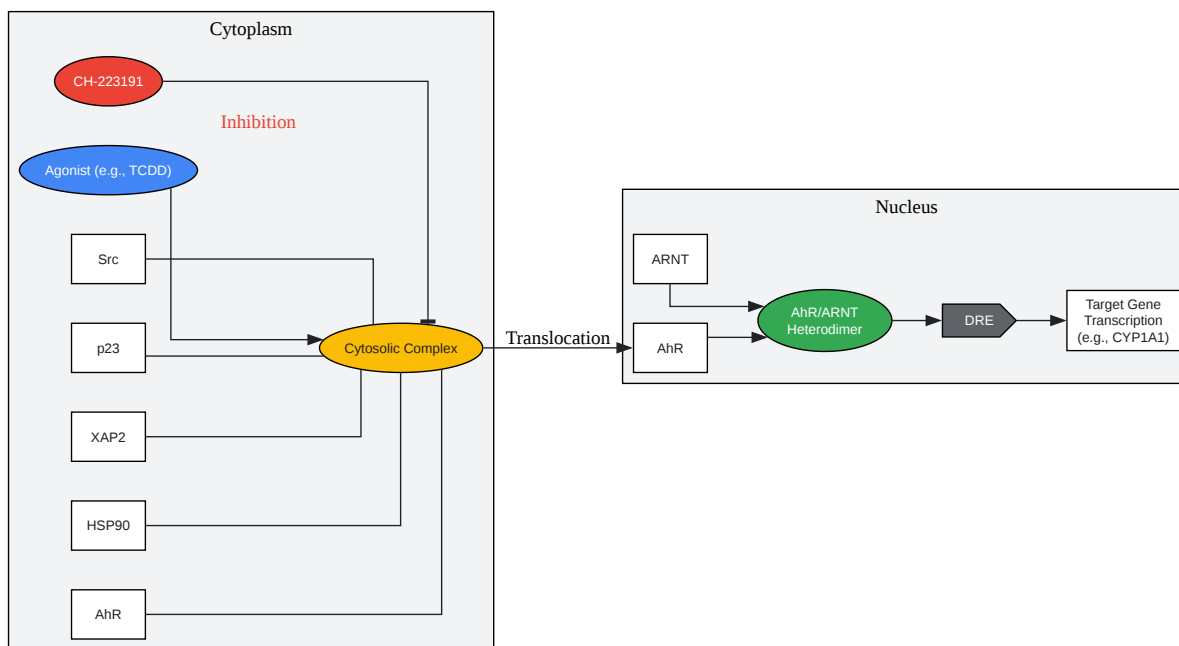 Cytoplasm
CH-223191
Inhibition
Agonist (e.g., TCDD)
Src
p23
XAP2
HSP90
AhR
Cytosolic Complex
Translocation
Nucleus
ARNT
AhR
AhR/ARNT
Heterodimer
DRE
Target Gene
Transcription
(e.g., CYP1A1)